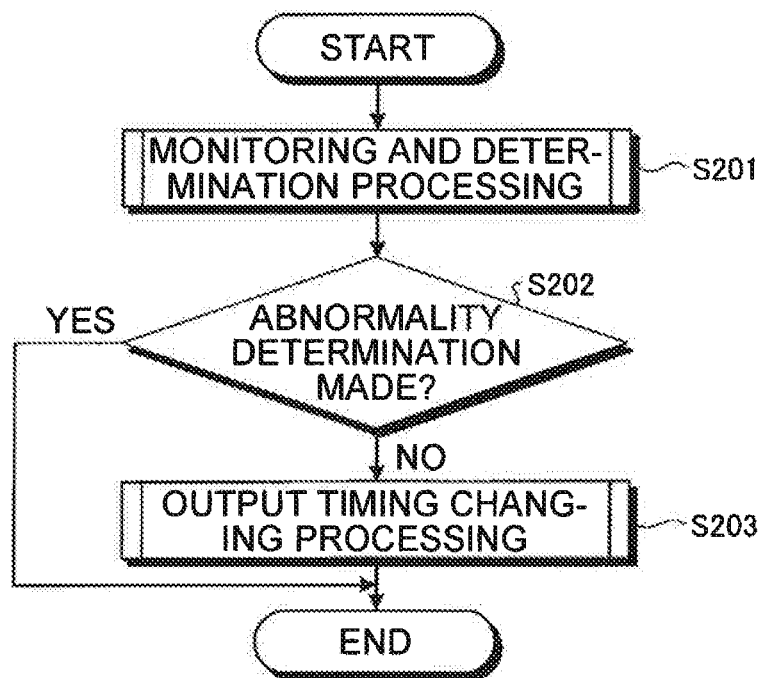 START
MONITORING AND DETER-
MINATION PROCESSING
S201
S202
YES
ABNORMALITY
DETERMINATION
MADE?
NO
OUTPUT TIMING CHANG-
ING PROCESSING
S203
END